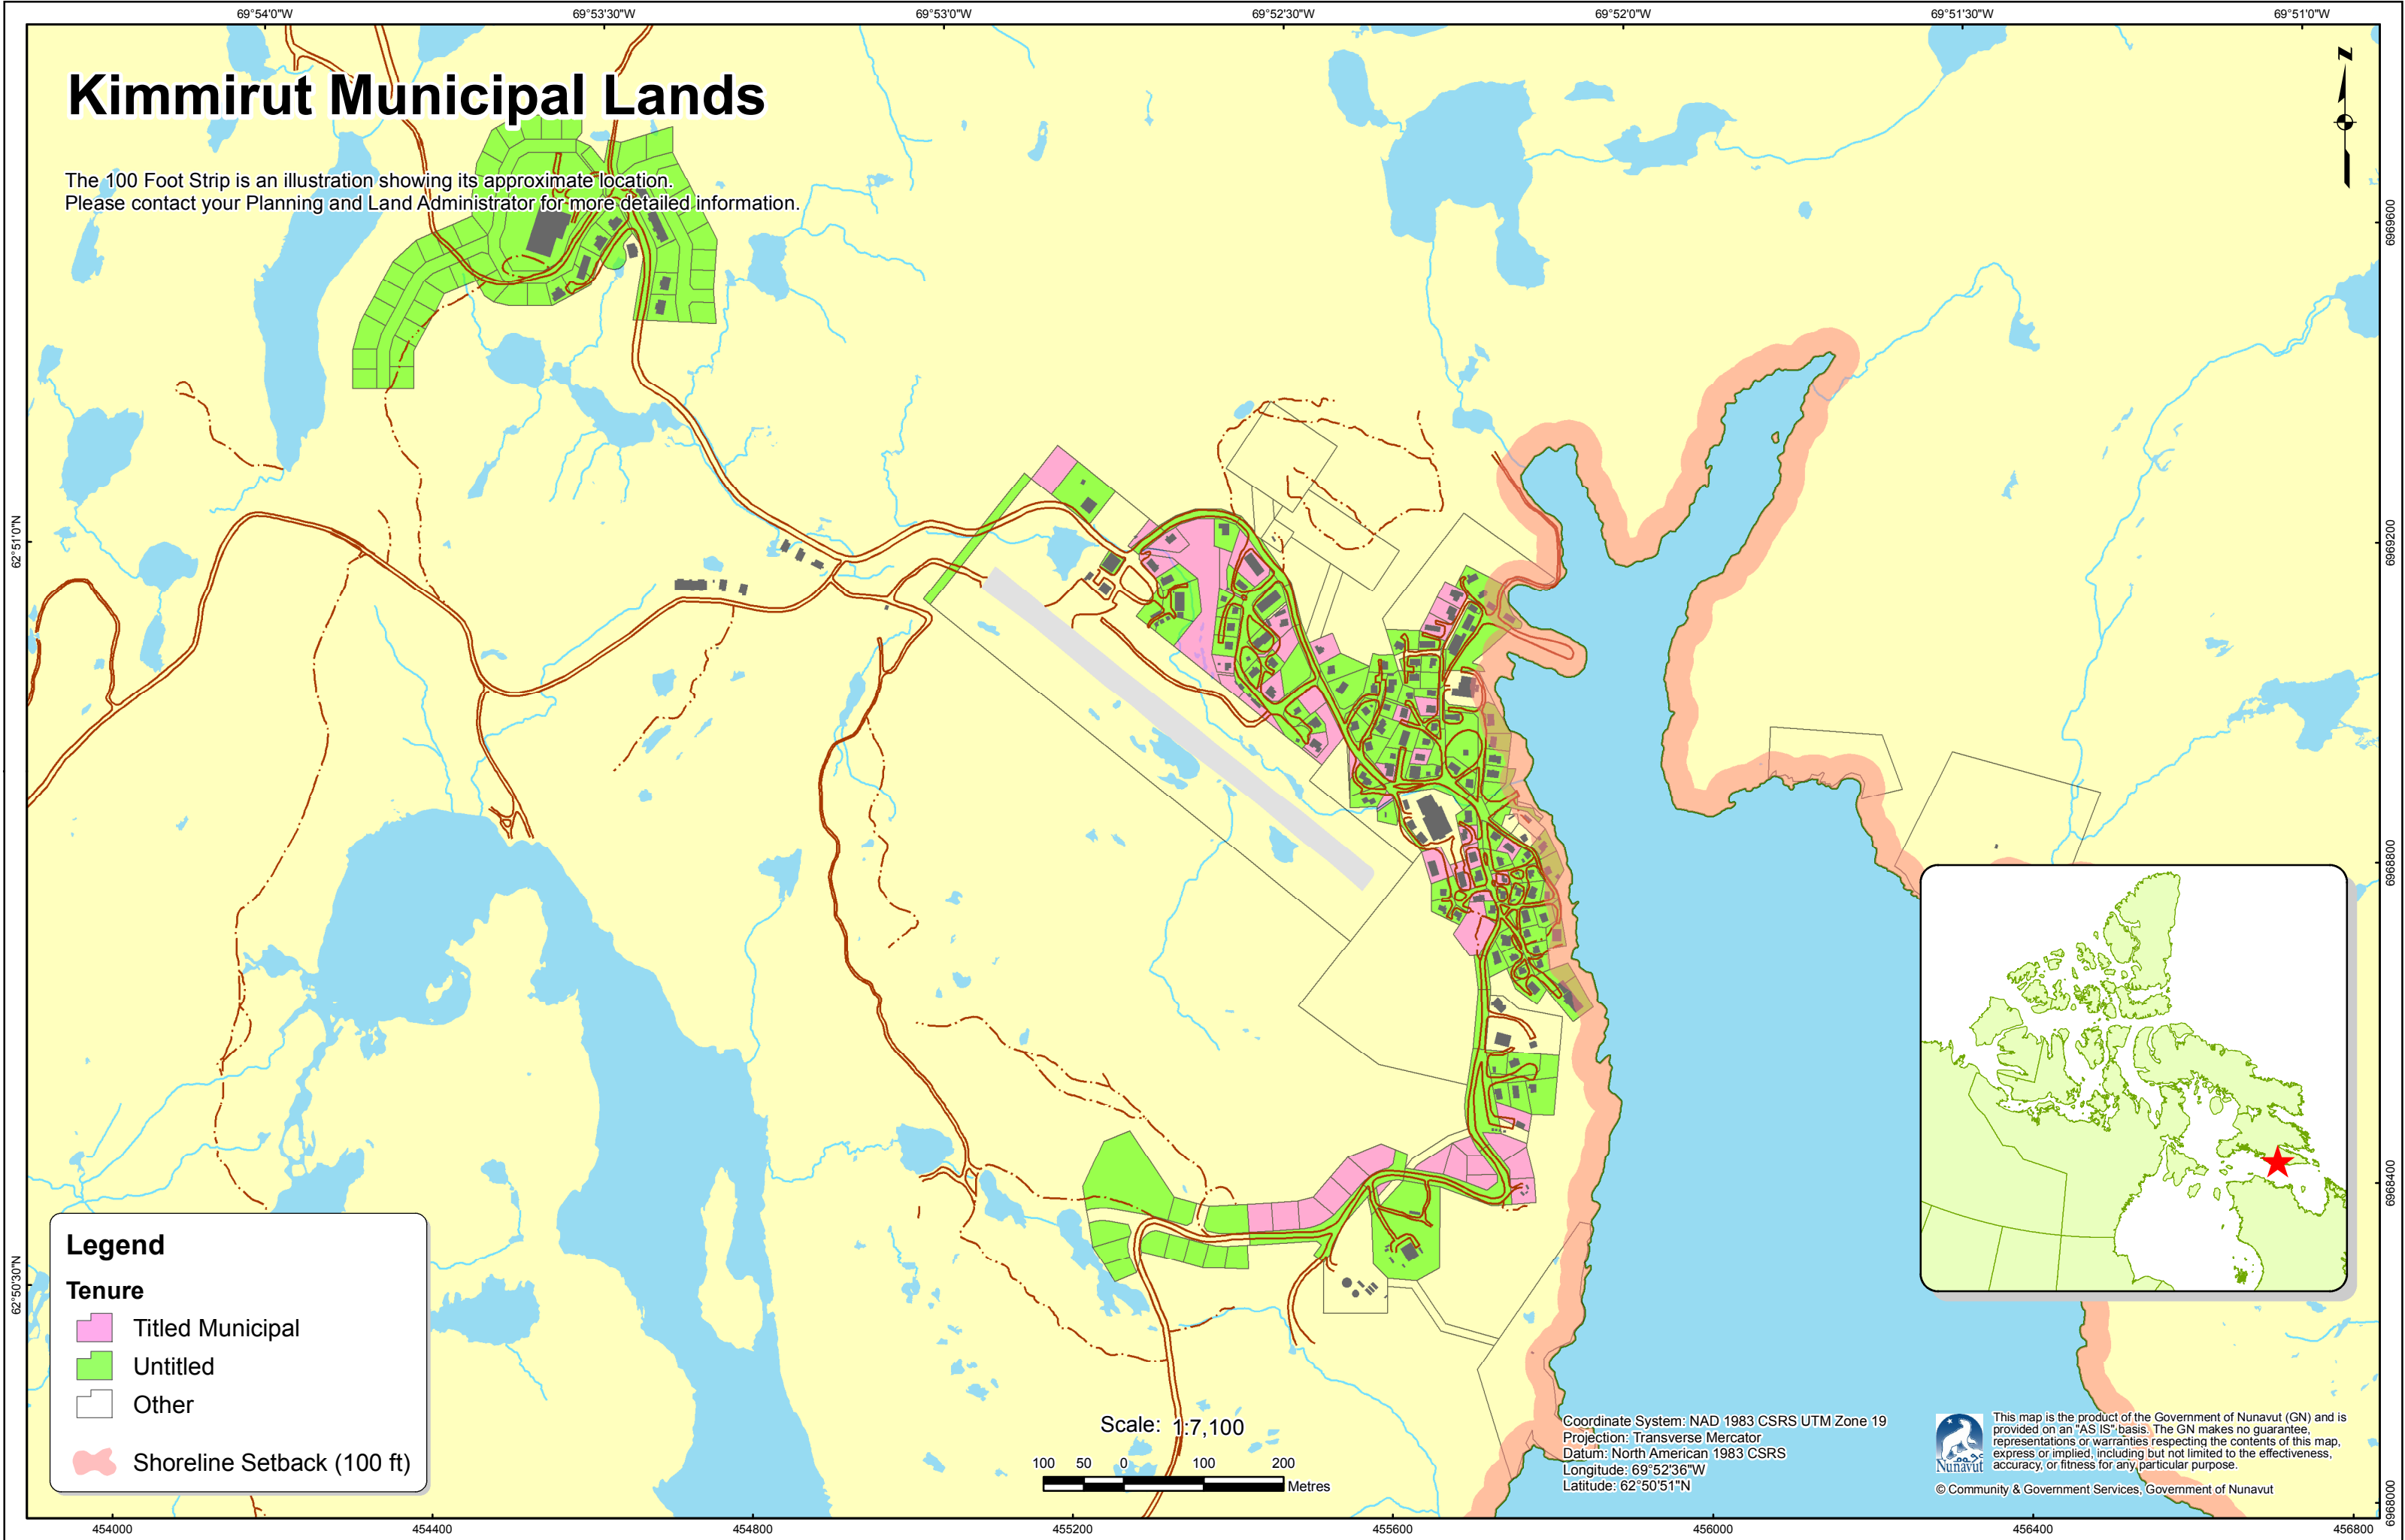 69°54'0"W
69°53'30"W
69°53'0"W
69°52'30"W
69°52'0"W
69°51'30"W
69°51'0"W
Kimmirut Municipal Lands
N
The 100 Foot Strip is an illustration showing its approximate location.
Please contact your Planning and Land Administrator for more detailed information.
6969600
62°51'0"N
6969200
6968800
6968400
62°50'30"N
6968000
Legend
Tenure
Titled Municipal
Untitled
Other
Shoreline Setback (100 ft)
Scale: 1:7,100
100 50 0 100 200
Metres
Coordinate System: NAD 1983 CSRS UTM Zone 19
Projection: Transverse Mercator
Datum: North American 1983 CSRS
Longitude: 69°52'36"W
Latitude: 62°50'51"N
Nunavut
This map is the product of the Government of Nunavut (GN) and is
provided on an "AS IS" basis. The GN makes no guarantee,
representations or warranties respecting the contents of this map,
express or implied, including but not limited to the effectiveness,
accuracy, or fitness for any particular purpose.
© Community & Government Services, Government of Nunavut
454000
454400
454800
455200
455600
456000
456400
456800